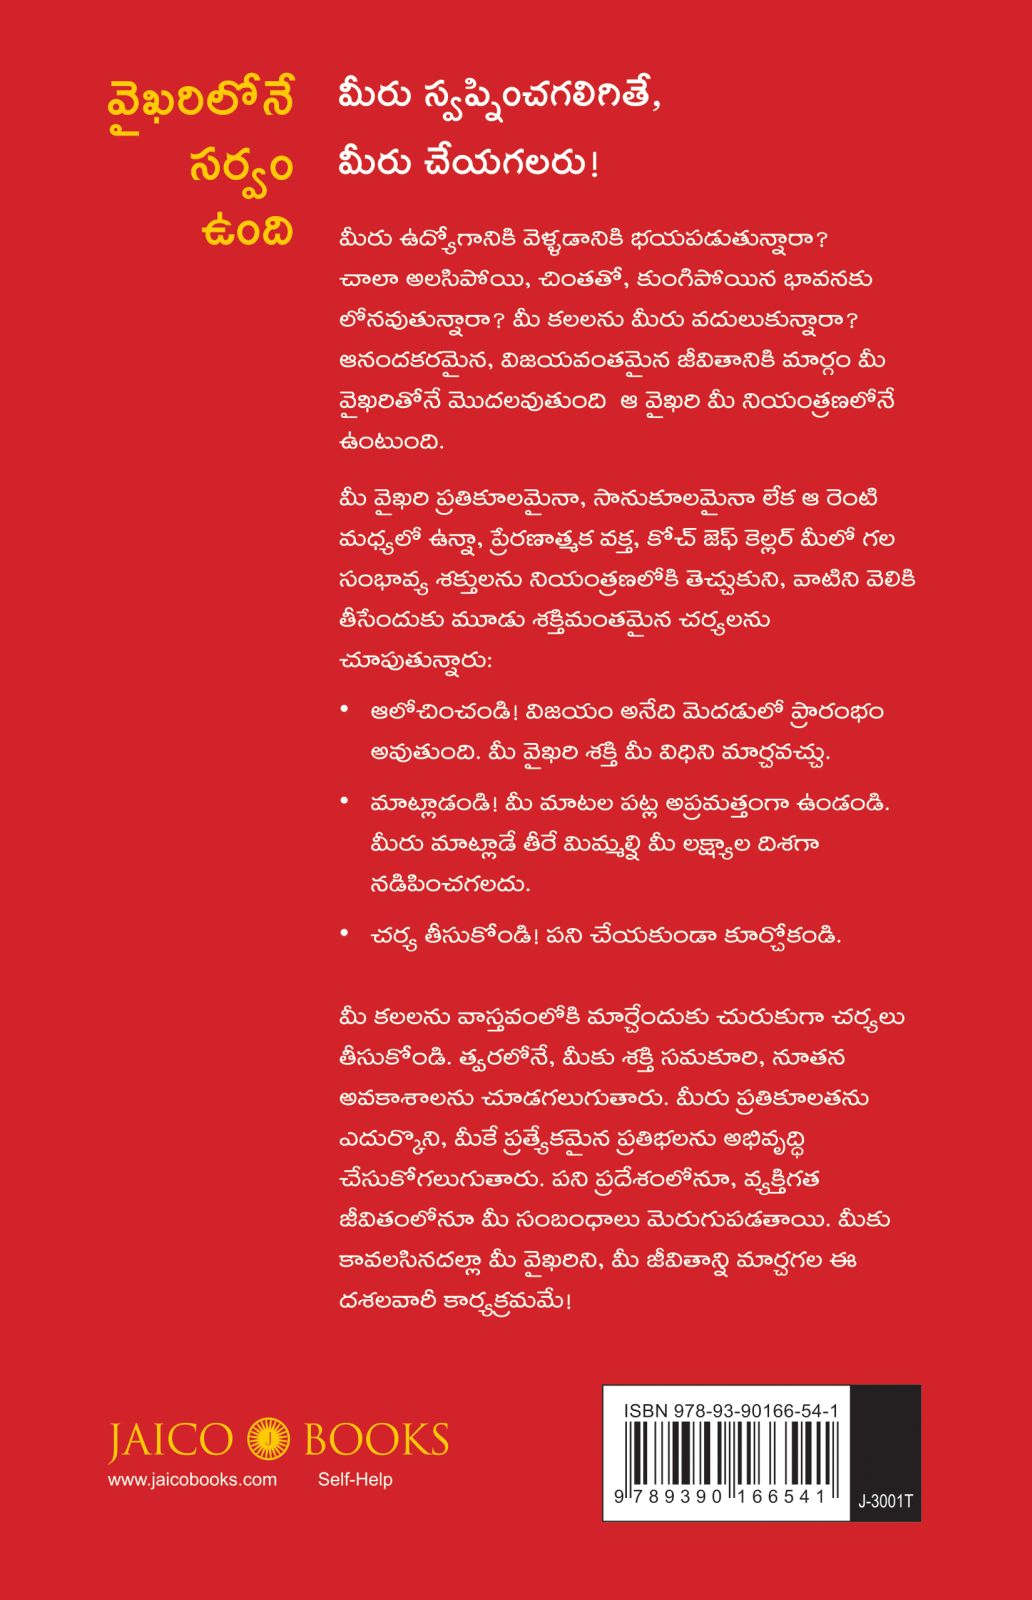 వైఖరిలోనే
సర్వం
ఉంది
మీరు స్వప్నించగలిగితే,
మీరు చేయగలరు!
మీరు ఉద్యోగానికి వెళ్ళడానికి భయపడుతున్నారా?
చాలా అలసిపోయి, చింతతో, కుంగిపోయిన భావనకు
లోనవుతున్నారా? మీ కలలను మీరు వదులుకున్నారా?
ఆనందకరమైన, విజయవంతమైన జీవితానికి మార్గం మీ
వైఖరితోనే మొదలవుతుంది ఆ వైఖరి మీ నియంత్రణలోనే
ఉంటుంది.
మీ వైఖరి ప్రతికూలమైనా, సానుకూలమైనా లేక ఆ రెంటి
మధ్యలో ఉన్నా, ప్రేరణాత్మక వక్త, కోచ్ జెఫ్ కెల్లర్ మీలో గల
సంభావ్య శక్తులను నియంత్రణలోకి తెచ్చుకుని, వాటిని వెలికి
తీసేందుకు మూడు శక్తిమంతమైన చర్యలను
చూపుతున్నారు:
• ఆలోచించండి! విజయం అనేది మెదడులో ప్రారంభం
అవుతుంది. మీ వైఖరి శక్తి మీ విధిని మార్చవచ్చు.
• మాట్లాడండి! మీ మాటల పట్ల అప్రమత్తంగా ఉండండి.
మీరు మాట్లాడే తీరే మిమ్మల్ని మీ లక్ష్యాల దిశగా
నడిపించగలదు.
• చర్య తీసుకోండి! పని చేయకుండా కూర్చోకండి.
మీ కలలను వాస్తవంలోకి మార్చేందుకు చురుకుగా చర్యలు
తీసుకోండి. త్వరలోనే, మీకు శక్తి సమకూరి, నూతన
అవకాశాలను చూడగలుగుతారు. మీరు ప్రతికూలతను
ఎదుర్కొని, మీకే ప్రత్యేకమైన ప్రతిభలను అభివృద్ధి
చేసుకోగలుగుతారు. పని ప్రదేశంలోనూ, వ్యక్తిగత
జీవితంలోనూ మీ సంబంధాలు మెరుగుపడతాయి. మీకు
కావలసినదల్లా మీ వైఖరిని, మీ జీవితాన్ని మార్చగల ఈ
దశలవారీ కార్యక్రమమే!
JAICO J BOOKS
www.jaicobooks.com Self-Help
ISBN 978-93-90166-54-1
9 789390 166541
J-3001T